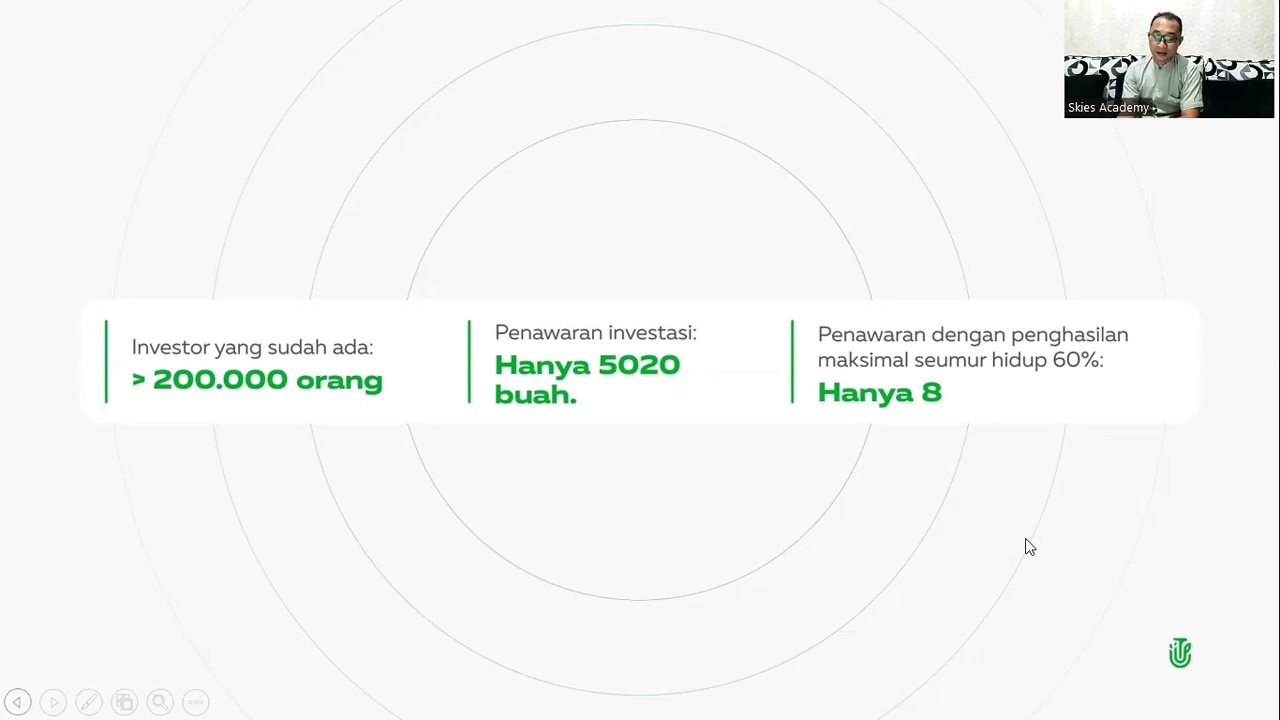 Skies Academy
Investor yang sudah ada:
> 200.000 orang
Penawaran investasi:
Hanya 5020
buah.
Penawaran dengan penghasilan
maksimal seumur hidup 60%:
Hanya 8